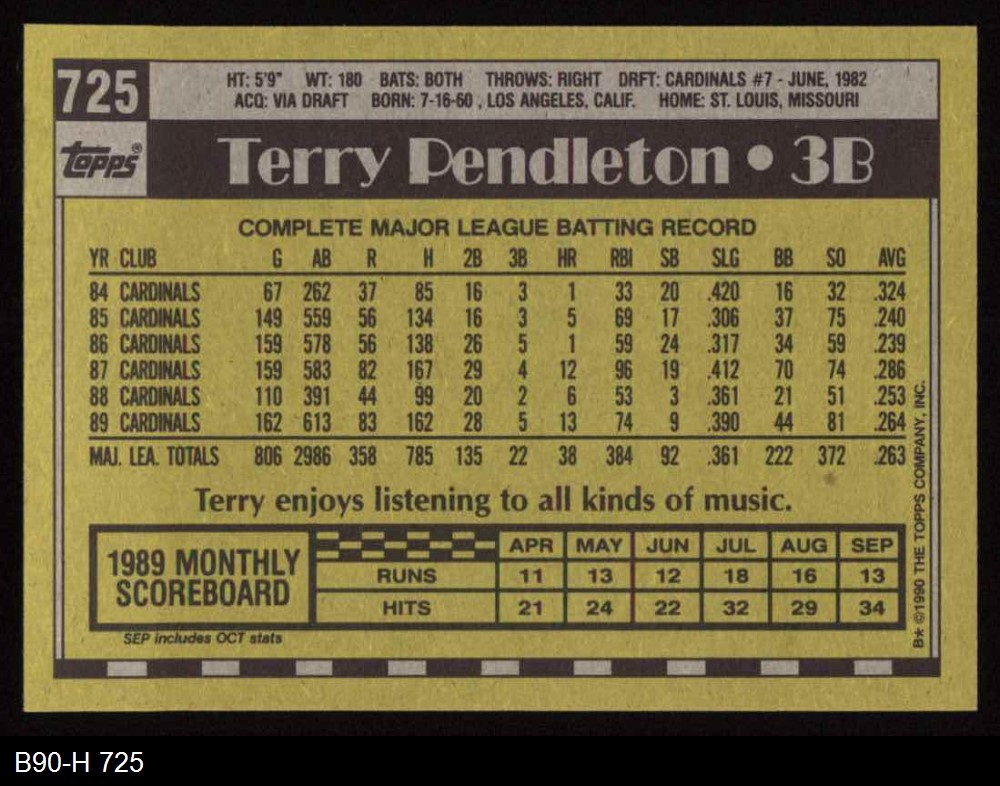 725
HT: 5'9" WT: 180 BATS: BOTH THROWS: RIGHT DRFT: CARDINALS #7 - JUNE, 1982
ACQ: VIA DRAFT BORN: 7-16-60 , LOS ANGELES, CALIF. HOME: ST. LOUIS, MISSOURI
topps®
Terry Pendleton • 3B
COMPLETE MAJOR LEAGUE BATTING RECORD
YR CLUB G AB R H 2B 3B HR RBI SB SLG BB SO AVG
84 CARDINALS 67 262 37 85 16 3 1 33 20 .420 16 32 .324
85 CARDINALS 149 559 56 134 16 3 5 69 17 .306 37 75 .240
86 CARDINALS 159 578 56 138 26 5 1 59 24 .317 34 59 .239
87 CARDINALS 159 583 82 167 29 4 12 96 19 .412 70 74 .286
88 CARDINALS 110 391 44 99 20 2 6 53 3 .361 21 51 .253
89 CARDINALS 162 613 83 162 28 5 13 74 9 .390 44 81 .264
MAJ. LEA. TOTALS 806 2986 358 785 135 22 38 384 92 .361 222 372 .263
Terry enjoys listening to all kinds of music.
1989 MONTHLY
SCOREBOARD
APR MAY JUN JUL AUG SEP
RUNS 11 13 12 18 16 13
HITS 21 24 22 32 29 34
SEP includes OCT stats
B★ ©1990 THE TOPPS COMPANY, INC.
B90-H 725